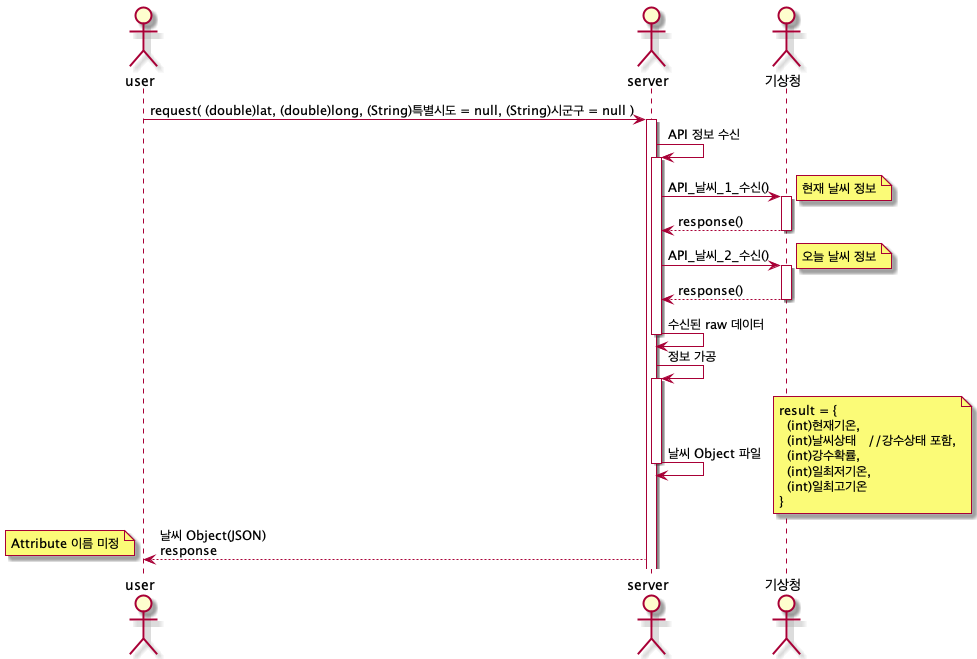 user
server
기상청
request( (double)lat, (double)long, (String)특별시도 = null, (String)시군구 = null )
API 정보 수신
API_날씨_1_수신()
현재 날씨 정보
response()
API_날씨_2_수신()
오늘 날씨 정보
response()
수신된 raw 데이터
정보 가공
result = {
(int)현재기온,
(int)날씨상태 //강수상태 포함,
(int)강수확률,
(int)일최저기온,
(int)일최고기온
}
날씨 Object 파일
날씨 Object(JSON)
response
Attribute 이름 미정
user
server
기상청